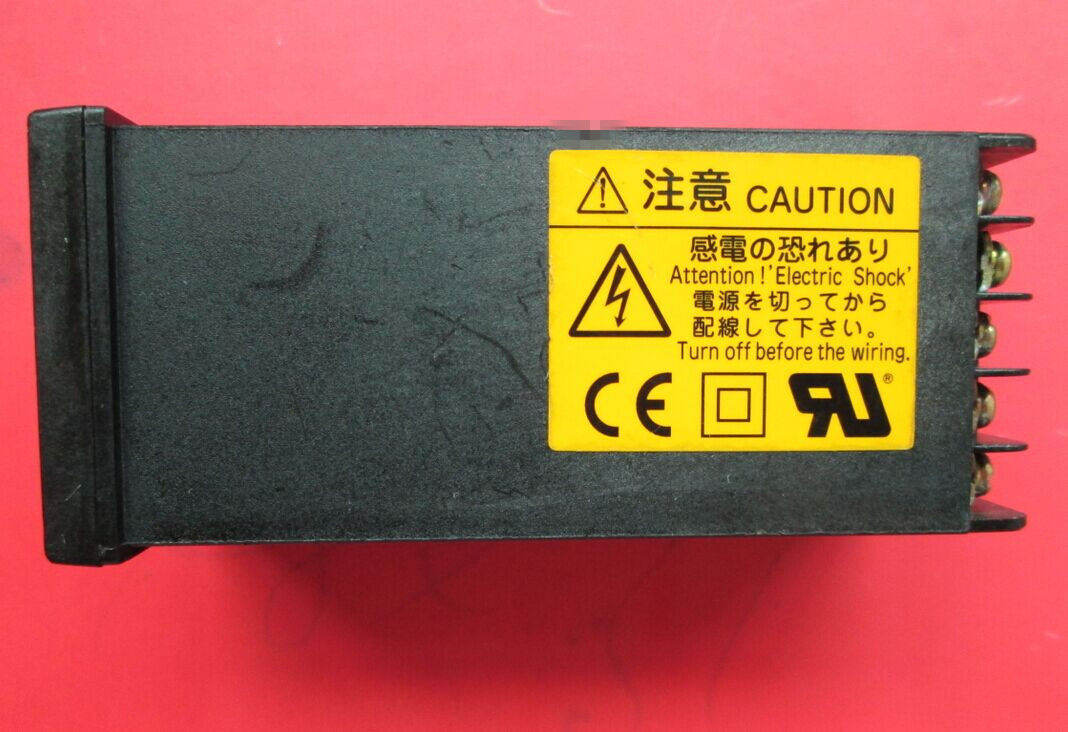 注意 CAUTION
感電の恐れあり
Attention ! 'Electric Shock'
電源を切ってから
配線して下さい。
Turn off before the wiring.
CE RU ®